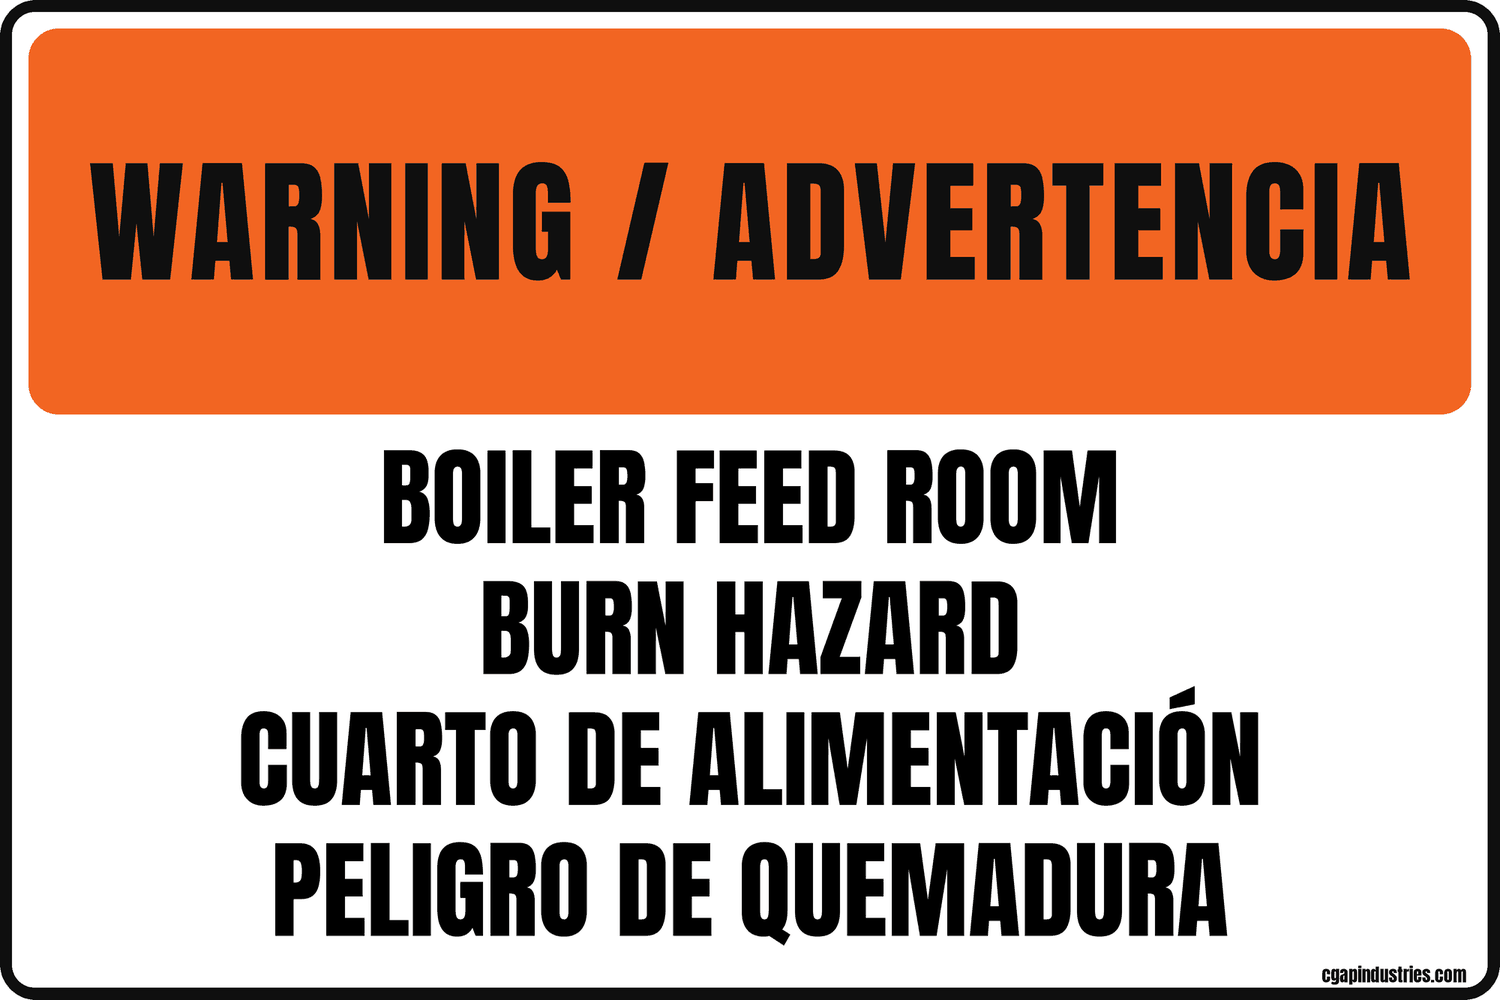 WARNING / ADVERTENCIA
BOILER FEED ROOM
BURN HAZARD
CUARTO DE ALIMENTACIÓN
PELIGRO DE QUEMADURA
cgapindustries.com